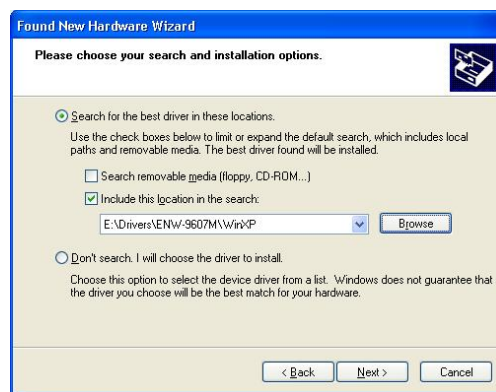 Found New Hardware Wizard
Please choose your search and installation options.
Search for the best driver in these locations.
Use the check boxes below to limit or expand the default search, which includes local
paths and removable media. The best driver found will be installed.
Search removable media (floppy, CD-ROM...)
Include this location in the search:
E:\Drivers\ENW-9607M\WinXP
Browse
Don't search. I will choose the driver to install.
Choose this option to select the device driver from a list. Windows does not guarantee that
the driver you choose will be the best match for your hardware.
< Back Next > Cancel